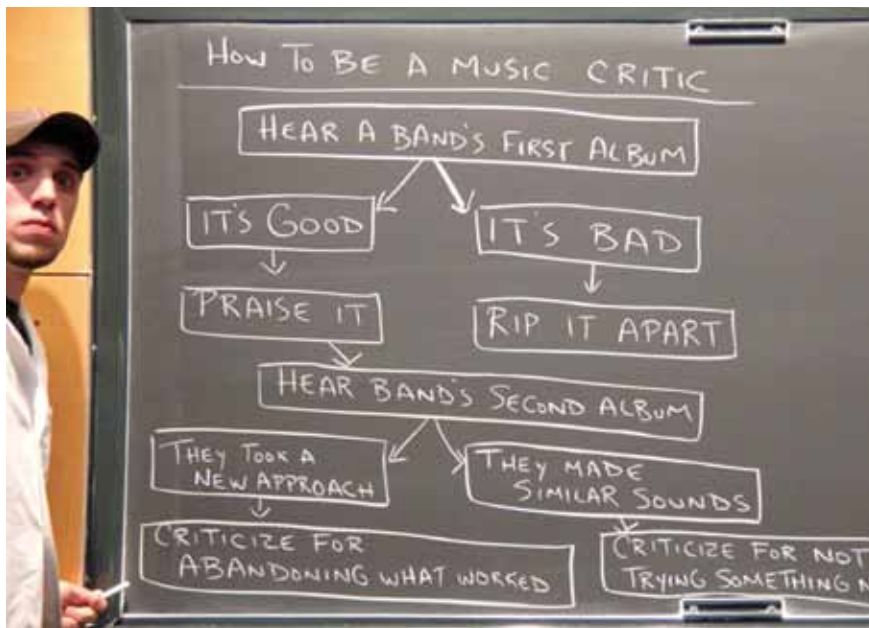 HOW TO BE A MUSIC CRITIC
HEAR A BAND'S FIRST ALBUM
IT'S GOOD
IT'S BAD
PRAISE IT
RIP IT APART
HEAR BAND'S SECOND ALBUM
THEY TOOK A
NEW APPROACH
THEY MADE
SIMILAR SOUNDS
CRITICIZE FOR
ABANDONING WHAT WORKED
CRITICIZE FOR NOT
TRYING SOMETHING